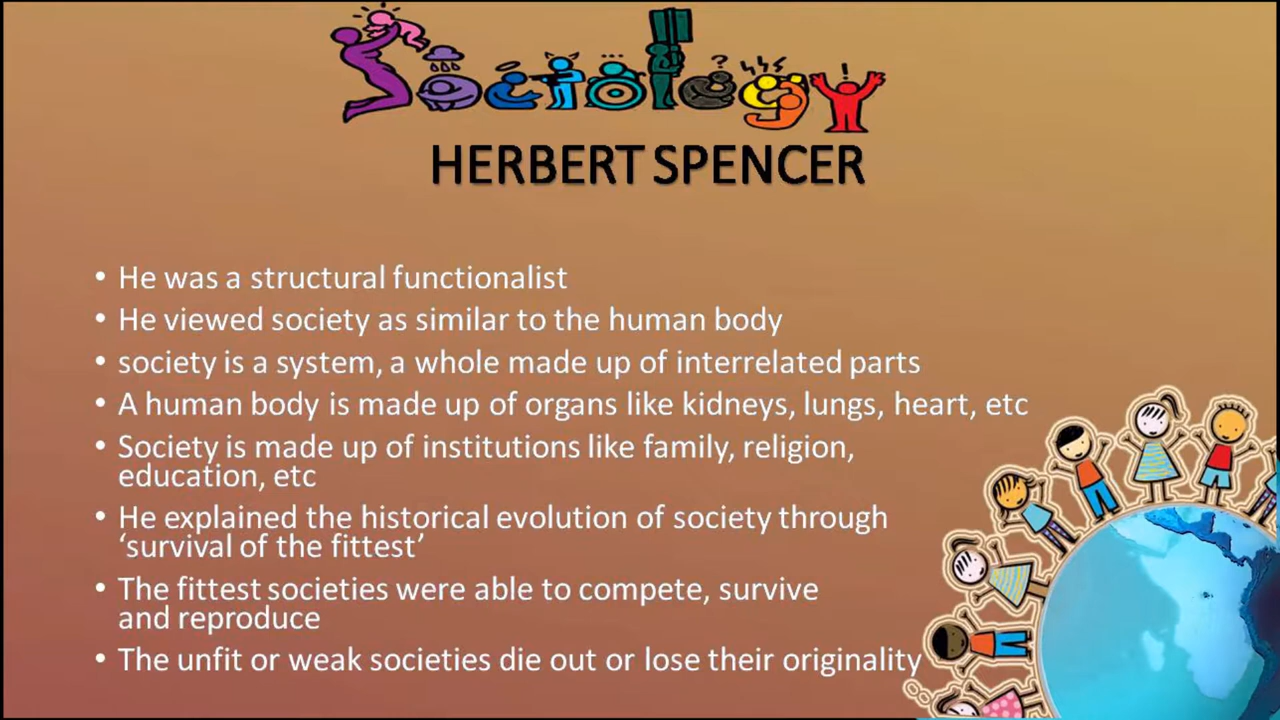 Sociology
HERBERT SPENCER
• He was a structural functionalist
• He viewed society as similar to the human body
• society is a system, a whole made up of interrelated parts
• A human body is made up of organs like kidneys, lungs, heart, etc
• Society is made up of institutions like family, religion,
education, etc
• He explained the historical evolution of society through
‘survival of the fittest’
• The fittest societies were able to compete, survive
and reproduce
• The unfit or weak societies die out or lose their originality